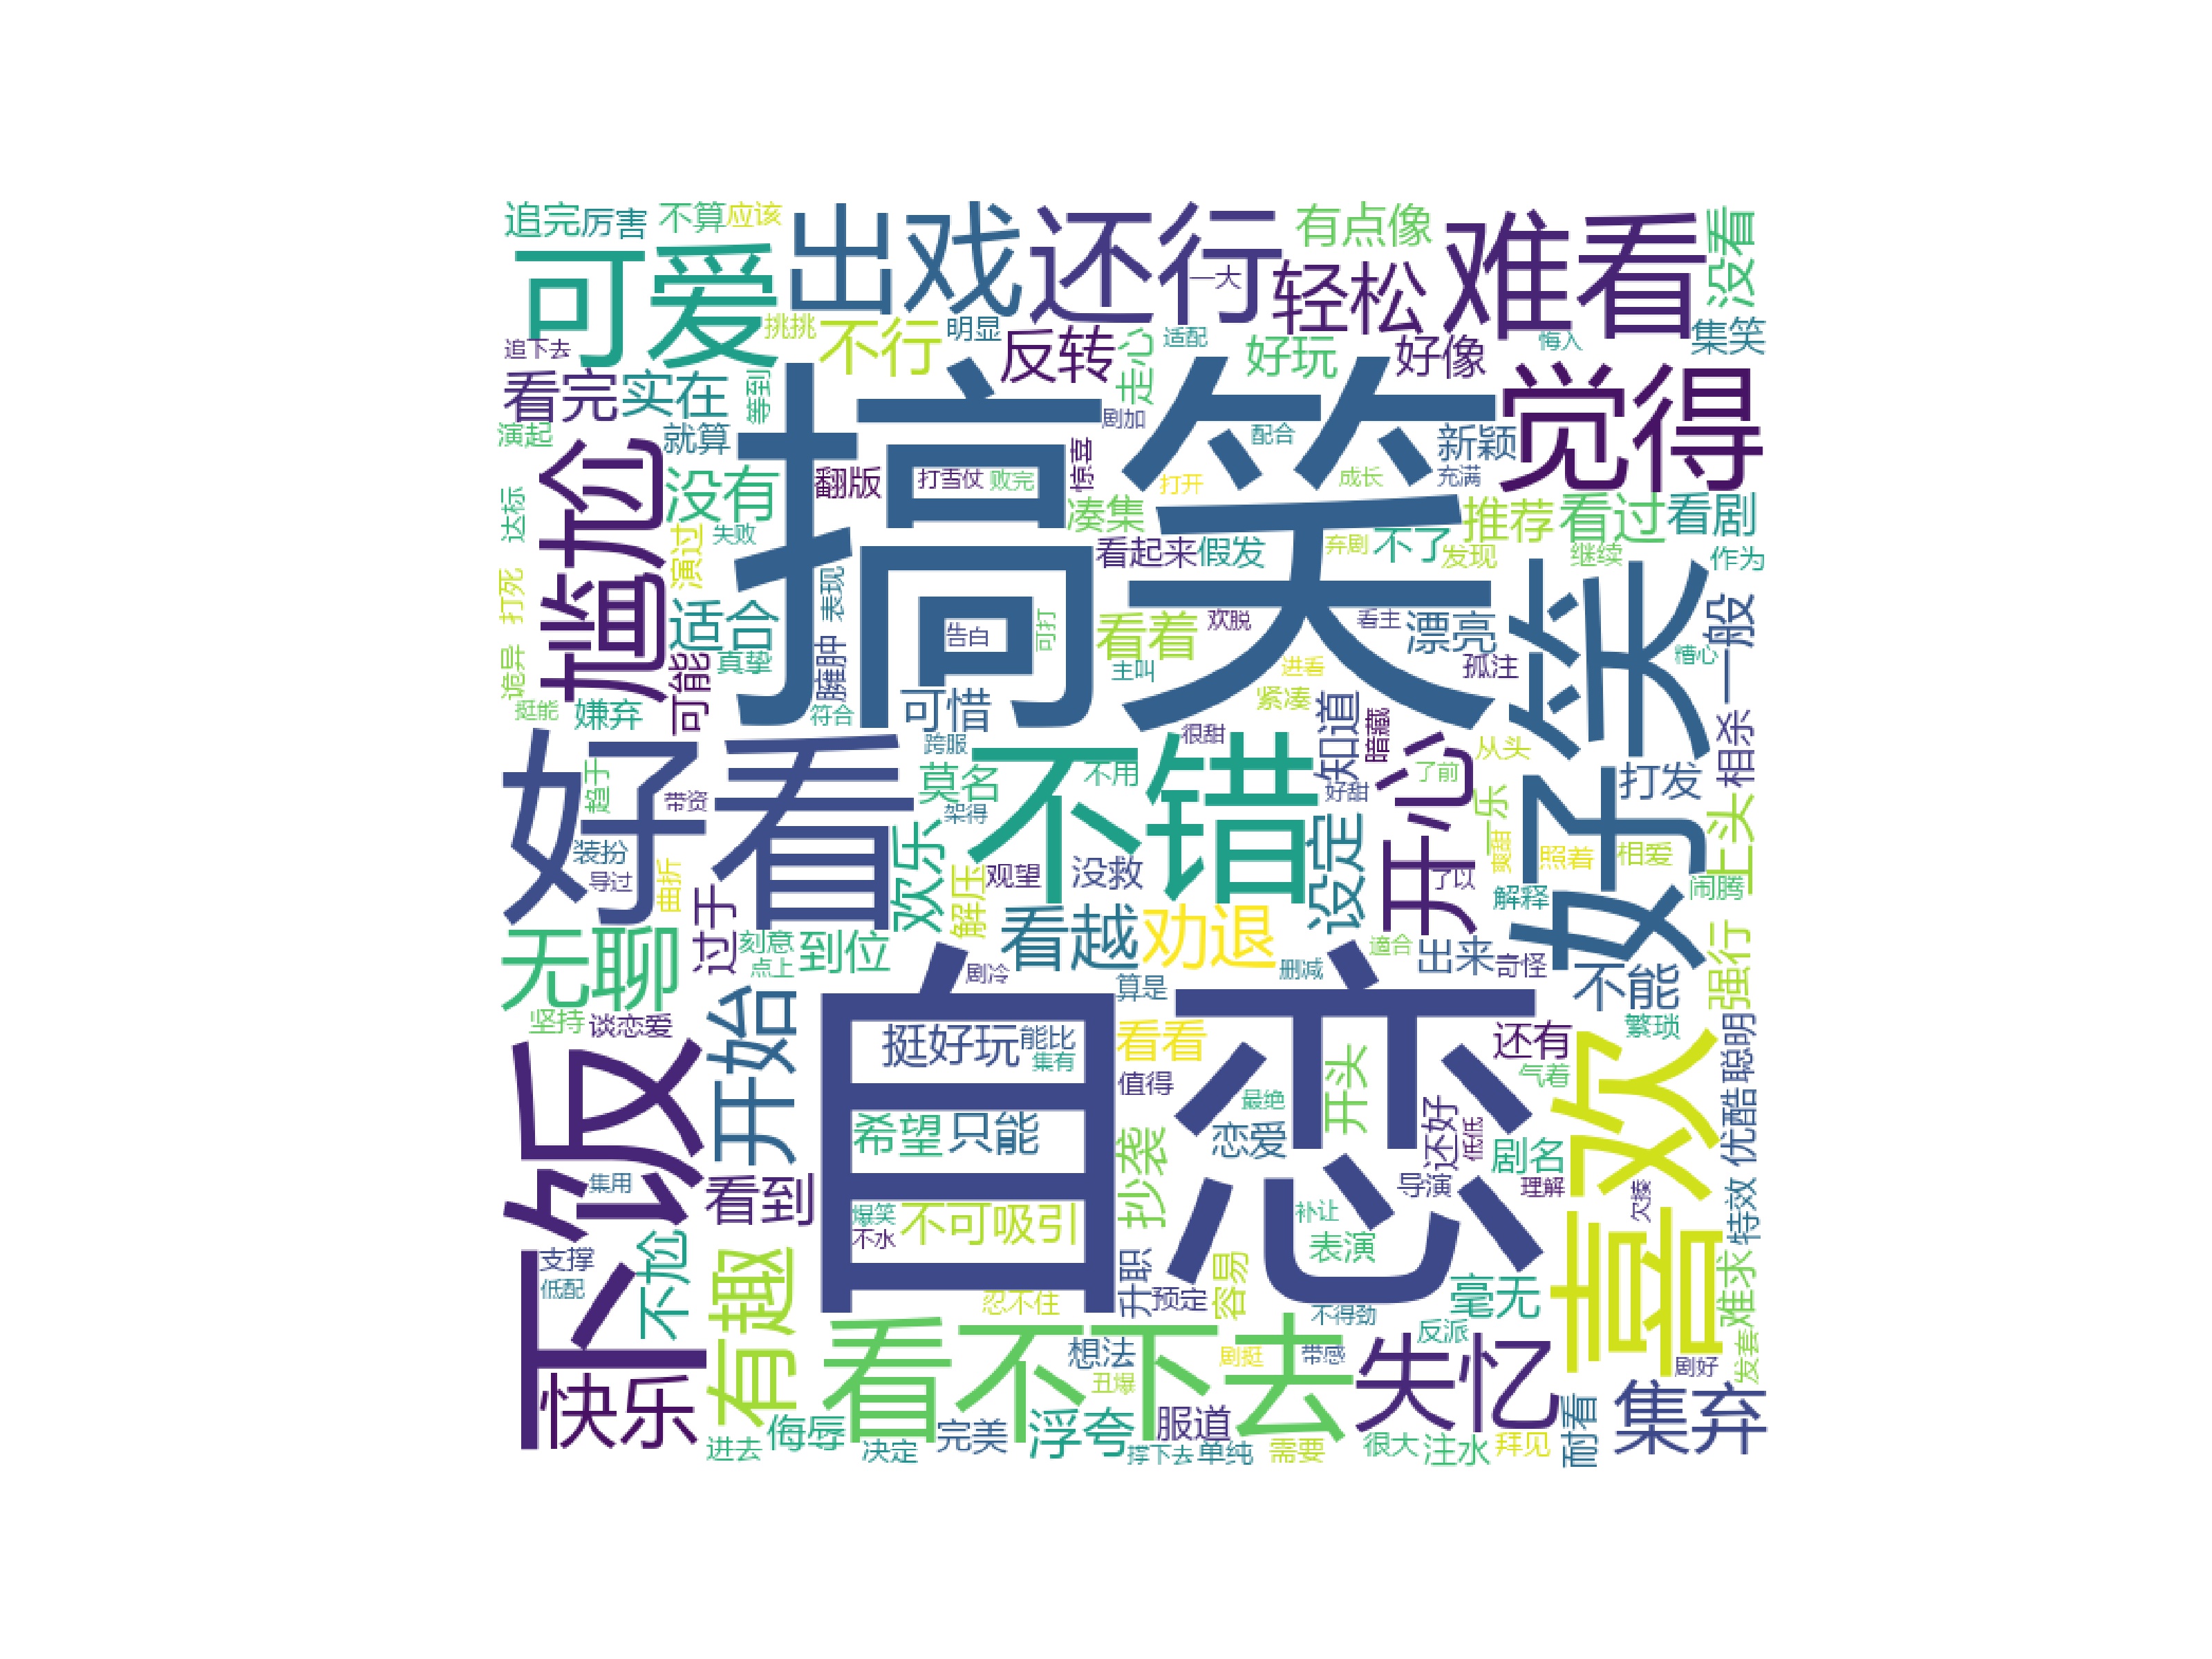 追完
厉害
不算
应该
可爱
出戏
还行
一大
有点像
轻松
难看
没看
集笑
追下去
挑挑
不行
明显
反转
走心
适配
好玩
好像
悔入
看完
实在
等到
剧加
觉得
演起
就算
搞笑
配合
新颖
尴尬
没有
翻版
打雪仗
败完
惊喜
打开
成长
充满
达标
演过
失败
凑集
推荐
看过
看剧
看起来
假发
弃剧
不了
发现
继续
作为
打死
适合
表现
告白
可打
看着
欢脱
看主
漂亮
好笑
一般
诡异
可能
真挚
臃肿
主叫
进看
孤注
糟心
挺能
嫌弃
符合
可惜
紧凑
知道
暗藏
相杀
好看
跨服
不错
很甜
开心
从头
打发
趋于
带资
莫名
不用
好甜
了前
一乐
上头
架得
装扮
导过
曲折
欢乐
解压
观望
没救
设定
了以
爽甜
照着
相爱
解释
闹腾
无聊
过于
刻意
点上
到位
看越
劝退
適合
出来
奇怪
不能
强行
剧冷
算是
删减
坚持
谈恋爱
开始
自恋
挺好玩
能比
集有
看看
还有
气着
繁琐
聪明
下饭
值得
开头
喜欢
希望
只能
抄袭
最绝
恋爱
还好
低低
剧名
优酷
集用
看到
导演
理解
欠揍
特效
爆笑
不水
不可吸引
补让
表演
支撑
低配
不尬
有趣
升职
预定
容易
毫无
难求
忍不住
不得劲
反派
发套
快乐
看不下去
想法
剧挺
带感
失忆
剧好
丑爆
集弃
进去
侮辱
决定
完美
浮夸
服道
撑下去
单纯
需要
很大
注水
拜见
耐看